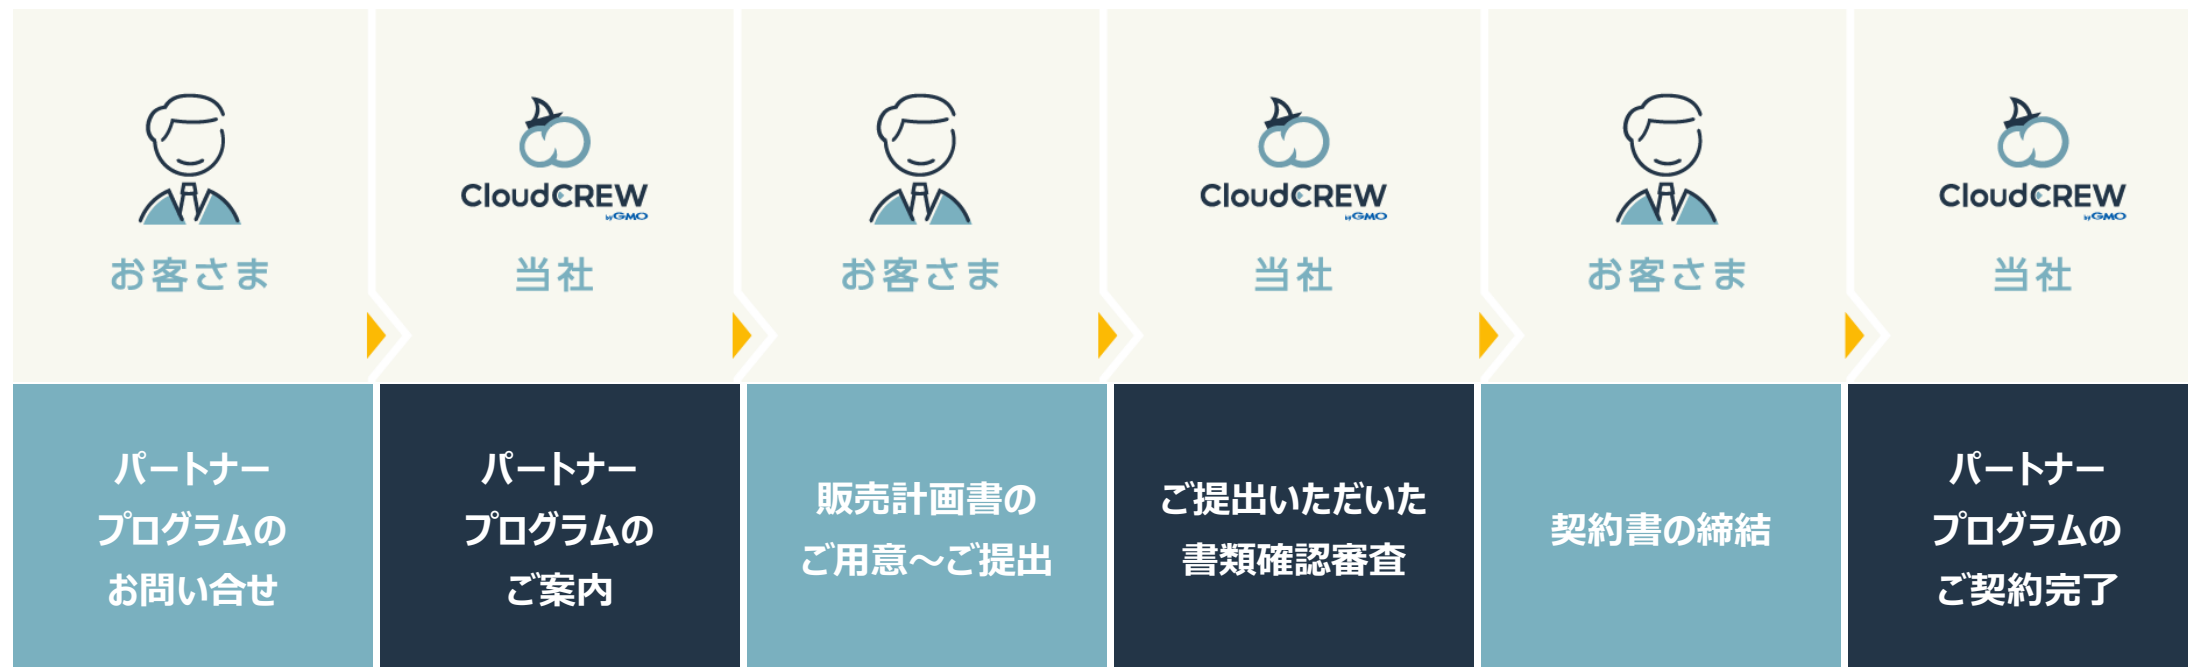 CloudCREW
byGMO
CloudCREW
byGMO
CloudCREW
byGMO
お客さま
当社
お客さま
当社
お客さま
当社
パートナー
プログラムの
お問い合せ
パートナー
プログラムの
ご案内
販売計画書の
ご用意～ご提出
ご提出いただいた
書類確認審査
契約書の締結
パートナー
プログラムの
ご契約完了